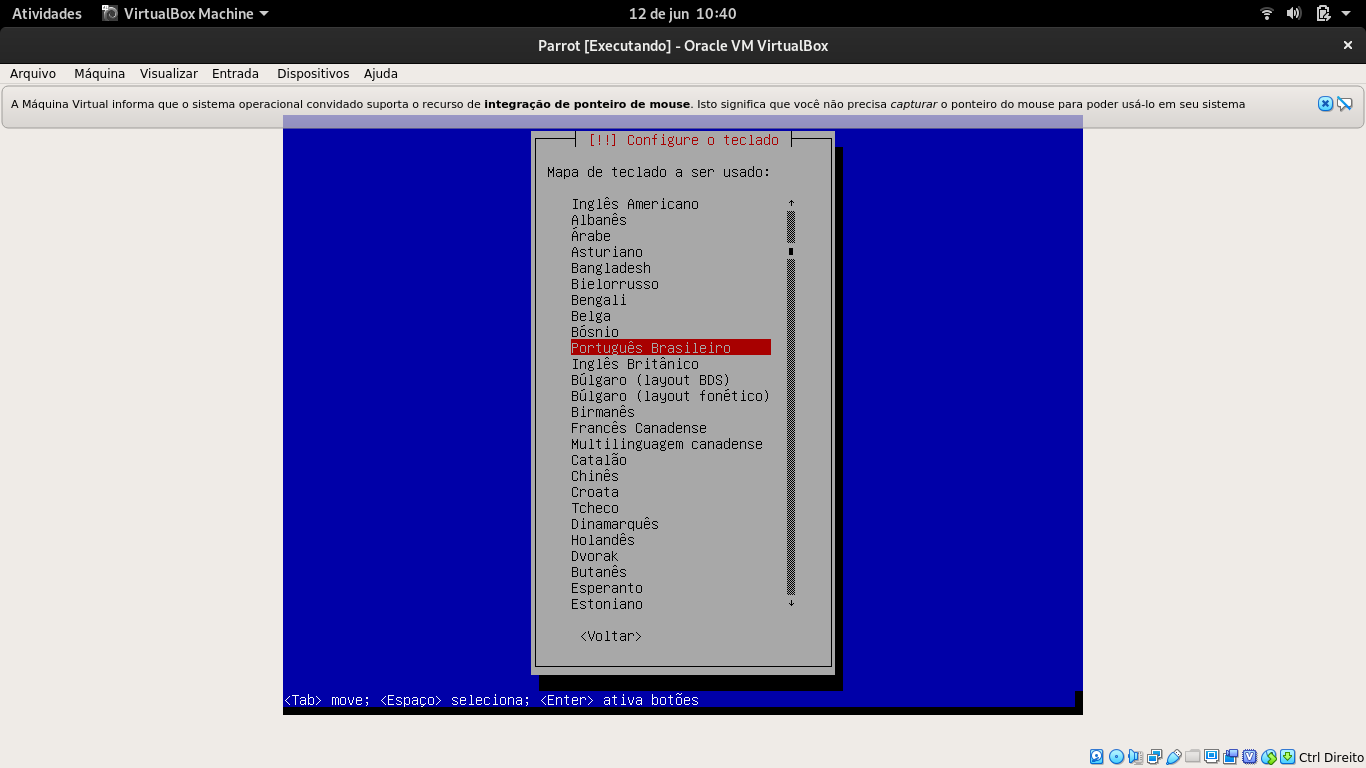 Atividades VirtualBox Machine 12 de jun 10:40
Parrot [Executando] - Oracle VM VirtualBox
Arquivo Máquina Visualizar Entrada Dispositivos Ajuda
A Máquina Virtual informa que o sistema operacional convidado suporta o recurso de integração de ponteiro de mouse. Isto significa que você não precisa capturar o ponteiro do mouse para poder usá-lo em seu sistema
[!!] Configure o teclado
Mapa de teclado a ser usado:
Inglês Americano
Albanês
Árabe
Asturiano
Bangladesh
Bielorrusso
Bengali
Belga
Bósnio
Português Brasileiro
Inglês Britânico
Búlgaro (layout BDS)
Búlgaro (layout fonético)
Birmanês
Francês Canadense
Multilinguagem canadense
Catalão
Chinês
Croata
Tcheco
Dinamarquês
Holandês
Dvorak
Butanês
Esperanto
Estoniano
<Voltar>
<Tab> move; <Espaço> seleciona; <Enter> ativa botões
Ctrl Direito